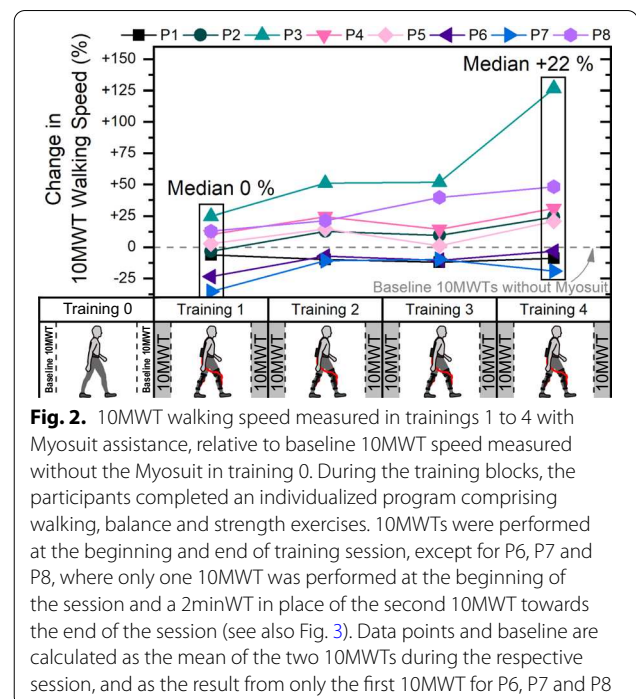 P1 P2 P3 P4 P5 P6 P7 P8
Change in
10MWT Walking Speed (%)
+150
+125
+100
+75
+50
+25
0
-25
Median 0 %
Median +22 %
Baseline 10MWTs without Myosuit
Training 0 Training 1 Training 2 Training 3 Training 4
Baseline 10MWT Baseline 10MWT 10MWT 10MWT 10MWT 10MWT 10MWT 10MWT 10MWT 10MWT
Fig. 2. 10MWT walking speed measured in trainings 1 to 4 with
Myosuit assistance, relative to baseline 10MWT speed measured
without the Myosuit in training 0. During the training blocks, the
participants completed an individualized program comprising
walking, balance and strength exercises. 10MWTs were performed
at the beginning and end of training session, except for P6, P7 and
P8, where only one 10MWT was performed at the beginning of
the session and a 2minWT in place of the second 10MWT towards
the end of the session (see also Fig. 3). Data points and baseline are
calculated as the mean of the two 10MWTs during the respective
session, and as the result from only the first 10MWT for P6, P7 and P8